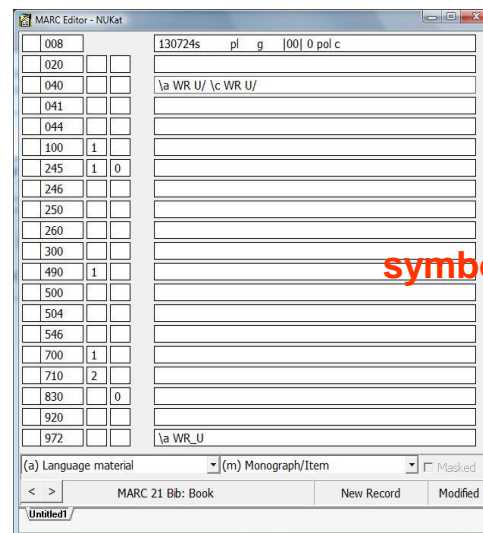 MARC Editor - NUKat
008 130724s pl g |00| 0 pol c
020
040 \a WR U/ \c WR U/
041
044
100 1
245 1 0
246
250
260
300
490 1
500
504
546
700 1
710 2
830 0
920
972 \a WR_U
symb
(a) Language material (m) Monograph/Item Masked
< > MARC 21 Bib: Book New Record Modified
Untitled1